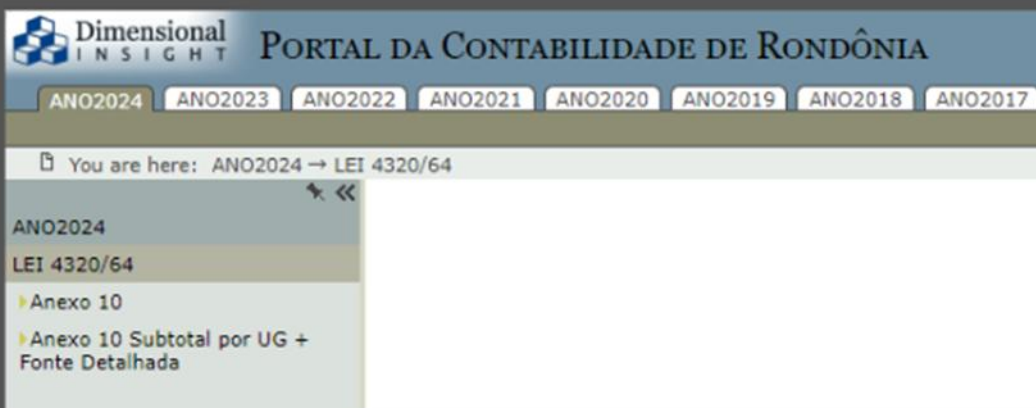 Dimensional
INSIGHT
PORTAL DA CONTABILIDADE DE RONDÔNIA
ANO2024 ANO2023 ANO2022 ANO2021 ANO2020 ANO2019 ANO2018 ANO2017
You are here: ANO2024 → LEI 4320/64
ANO2024
LEI 4320/64
Anexo 10
Anexo 10 Subtotal por UG +
Fonte Detalhada